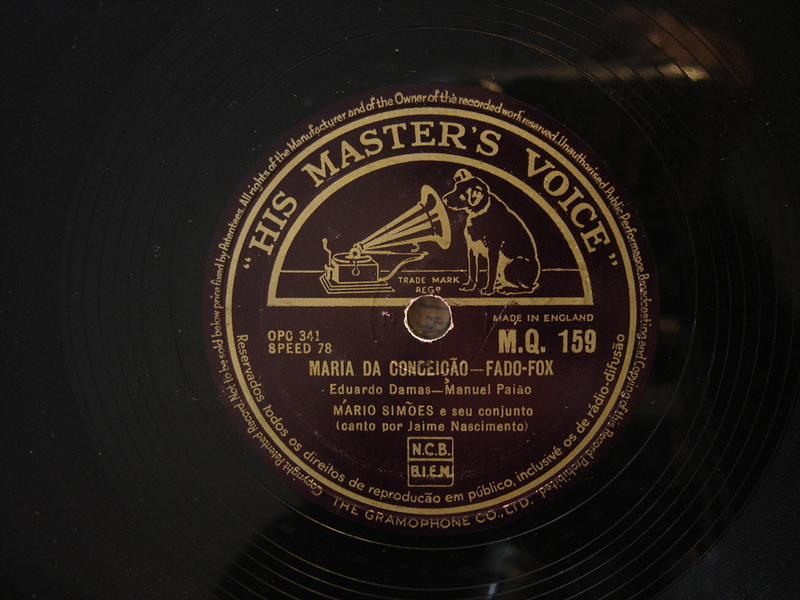 Copyright Patented Record. Not to be sold below price fixed by Patentees. All rights of the Manufacturer and of the Owner of the recorded work reserved. Unauthorised Public Performance, Broadcasting and Copying of this Record Prohibited
"HIS MASTER'S VOICE"
TRADE MARK
REGD
MADE IN ENGLAND
OPO 341
SPEED 78
M.Q. 159
MARIA DA CONCEIÇÃO—FADO-FOX
Eduardo Damas—Manuel Paião
MÁRIO SIMÕES e seu conjunto
(canto por Jaime Nascimento)
N.C.B.
B.I.E.M.
Reservados todos os direitos de reproducão em público, inclusivé os de rádio-difusão
THE GRAMOPHONE CO., LTD.